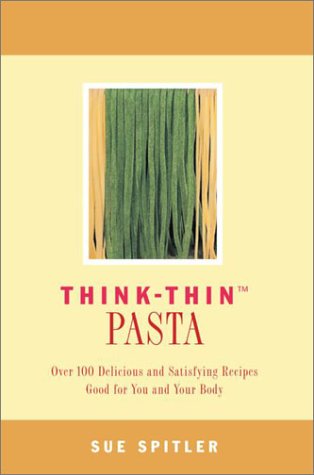 THINK-THIN™
PASTA
Over 100 Delicious and Satisfying Recipes
Good for You and Your Body
SUE SPITLER